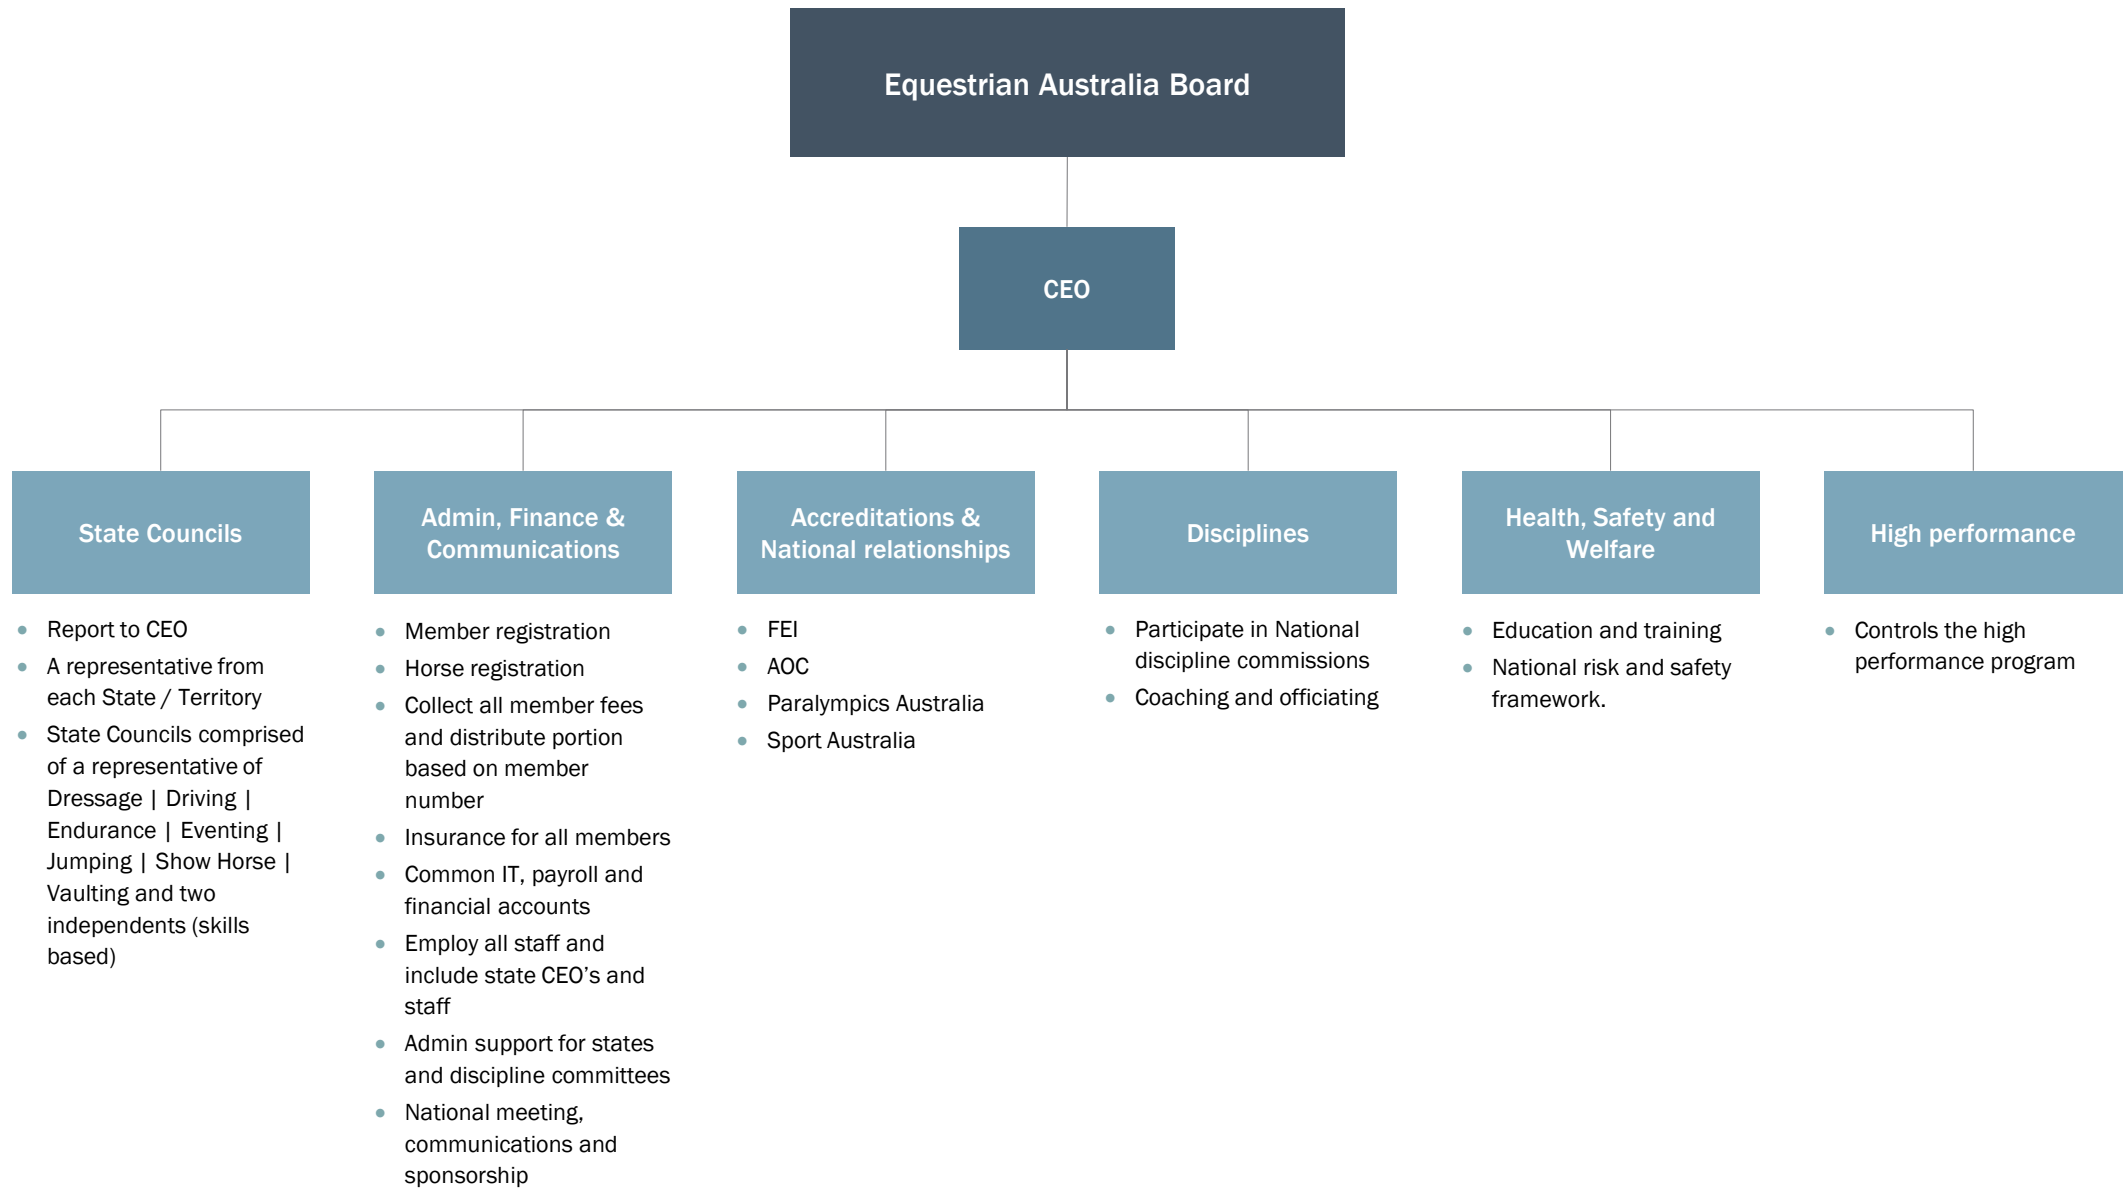 Equestrian Australia Board
CEO
State Councils
Admin, Finance &
Communications
Accreditations &
National relationships
Disciplines
Health, Safety and
Welfare
High performance
• Report to CEO
• A representative from
each State / Territory
• State Councils comprised
of a representative of
Dressage | Driving |
Endurance | Eventing |
Jumping | Show Horse |
Vaulting and two
independents (skills
based)
• Member registration
• Horse registration
• Collect all member fees
and distribute portion
based on member
number
• Insurance for all members
• Common IT, payroll and
financial accounts
• Employ all staff and
include state CEO’s and
staff
• Admin support for states
and discipline committees
• National meeting,
communications and
sponsorship
• FEI
• AOC
• Paralympics Australia
• Sport Australia
• Participate in National
discipline commissions
• Coaching and officiating
• Education and training
• National risk and safety
framework.
• Controls the high
performance program